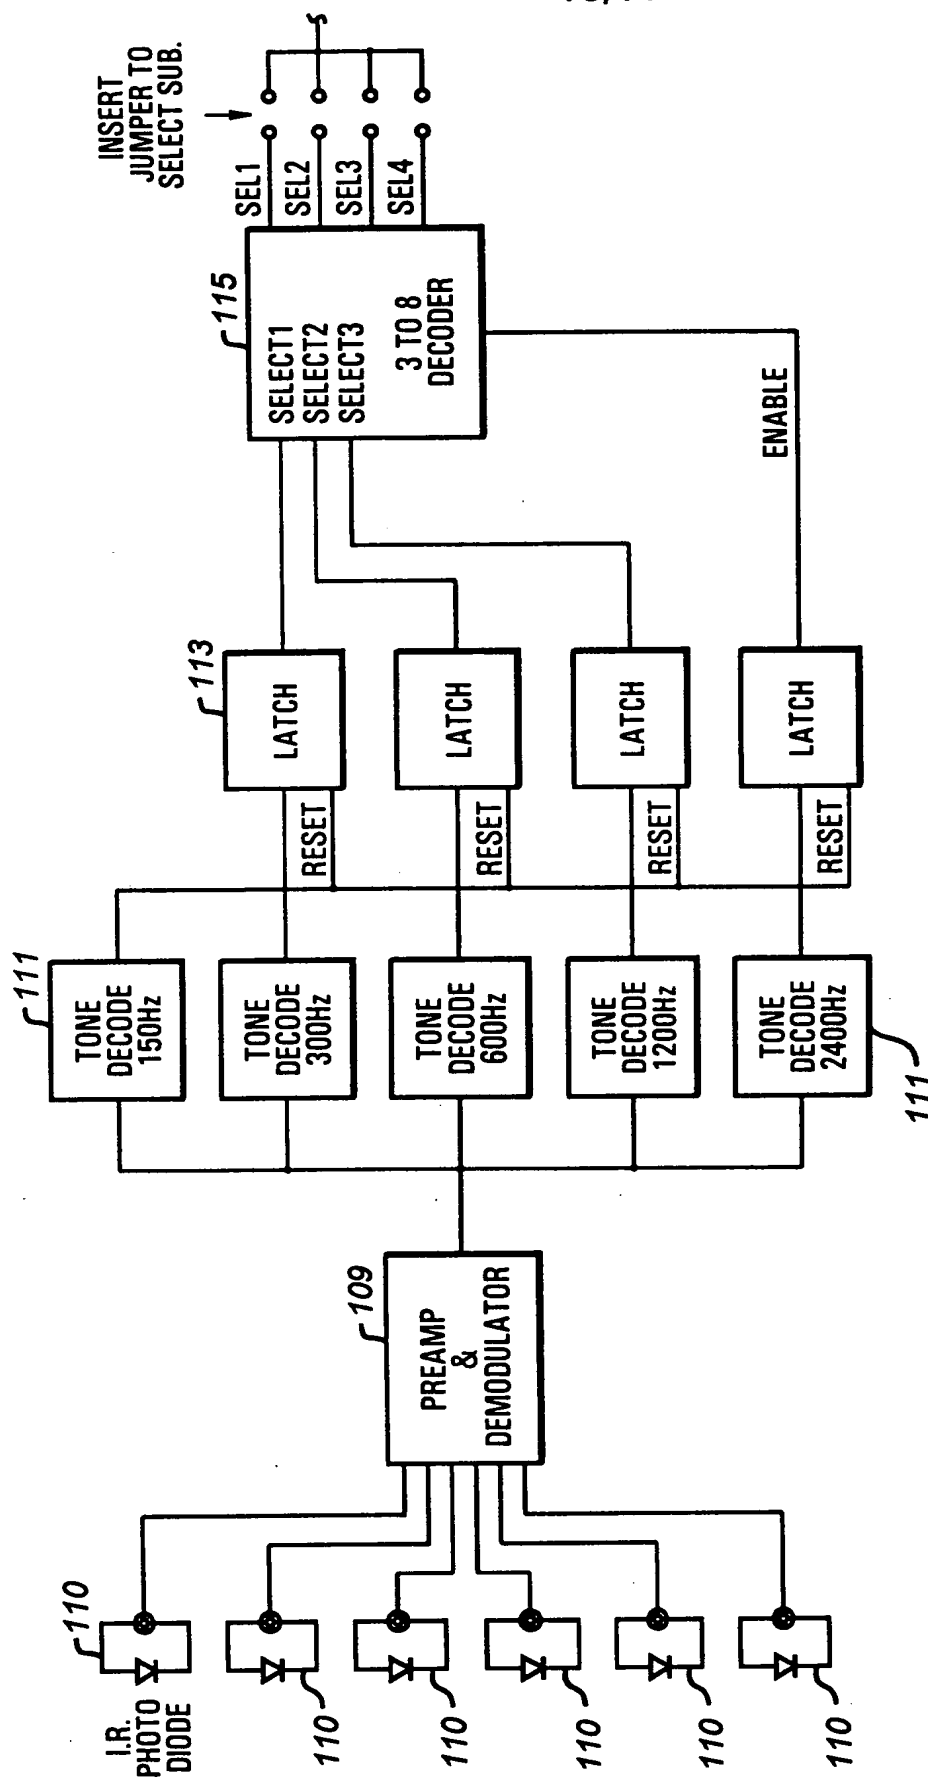 I.R.
PHOTO
DIODE
110
110
110
110
110
110
109
PREAMP
&
DEMODULATOR
111
TONE
DECODE
150Hz
TONE
DECODE
300Hz
TONE
DECODE
600Hz
TONE
DECODE
1200Hz
TONE
DECODE
2400Hz
111
RESET
RESET
RESET
RESET
113
LATCH
LATCH
LATCH
LATCH
ENABLE
115
SELECT1
SELECT2
SELECT3
3 TO 8
DECODER
SEL1
SEL2
SEL3
SEL4
INSERT
JUMPER TO
SELECT SUB.